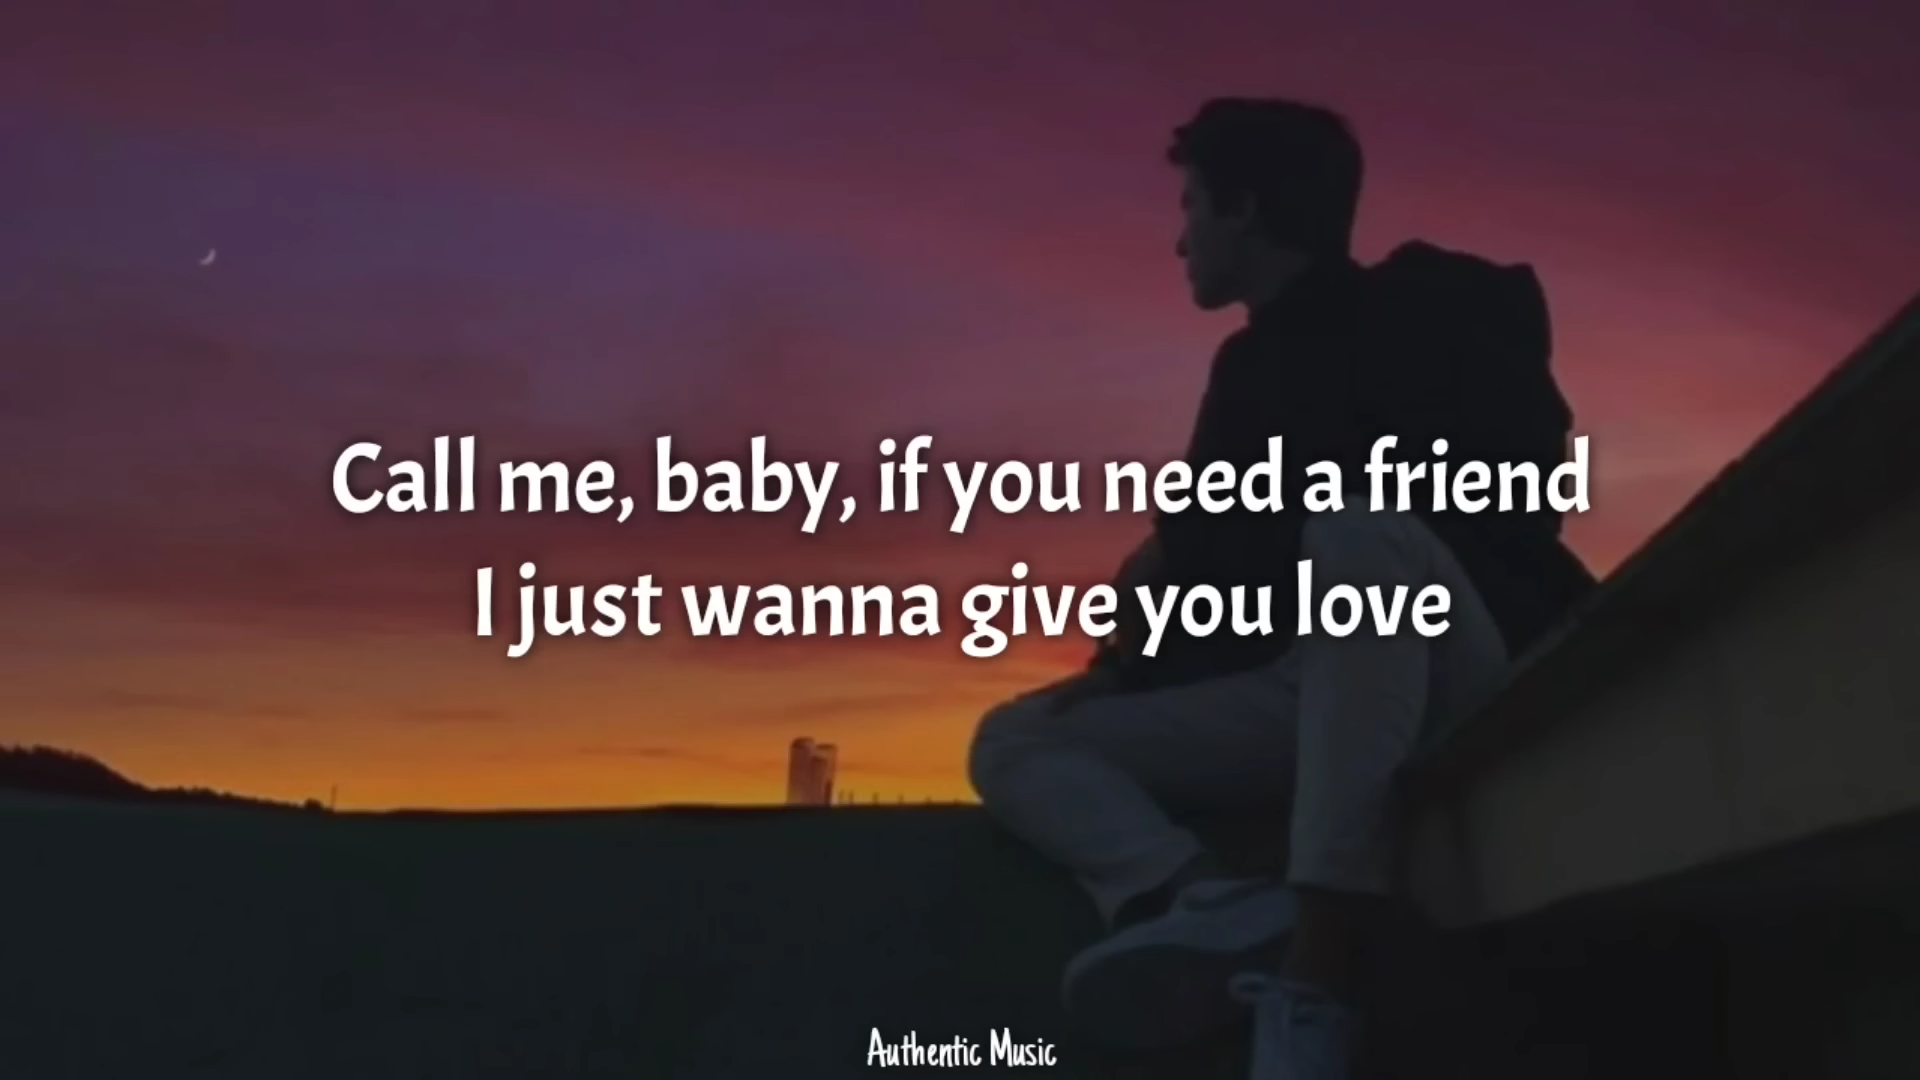 Call me, baby, if you need a friend
I just wanna give you love
Authentic Music